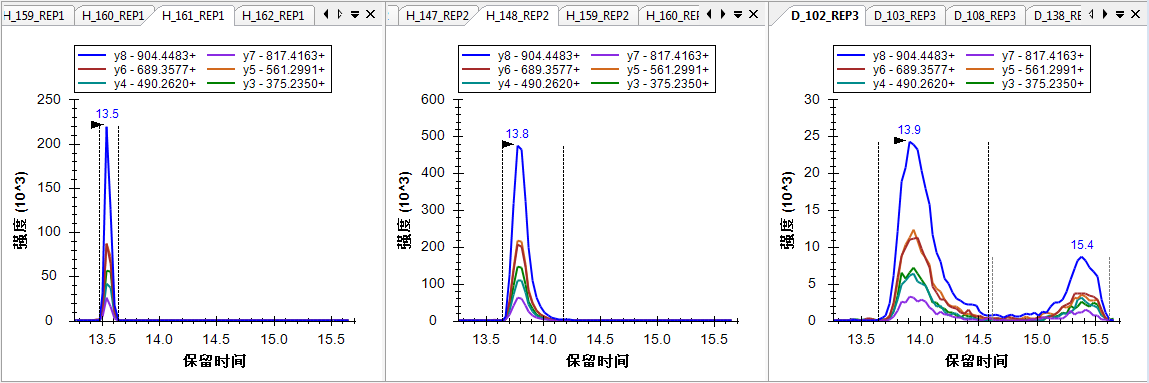 H_159_REP1 H_160_REP1 H_161_REP1 H_162_REP1
y8 - 904.4483+ y7 - 817.4163+
y6 - 689.3577+ y5 - 561.2991+
y4 - 490.2620+ y3 - 375.2350+
250
200
150
100
50
0
13.5
13.5 14.0 14.5 15.0 15.5
强度 (10^3)
保留时间
H_147_REP2 H_148_REP2 H_159_REP2 H_160_REP
y8 - 904.4483+ y7 - 817.4163+
y6 - 689.3577+ y5 - 561.2991+
y4 - 490.2620+ y3 - 375.2350+
600
500
400
300
200
100
0
13.8
13.5 14.0 14.5 15.0 15.5
强度 (10^3)
保留时间
D_102_REP3 D_103_REP3 D_108_REP3 D_138_RE
y8 - 904.4483+ y7 - 817.4163+
y6 - 689.3577+ y5 - 561.2991+
y4 - 490.2620+ y3 - 375.2350+
30
25
20
15
10
5
0
13.9
15.4
13.5 14.0 14.5 15.0 15.5
强度 (10^3)
保留时间